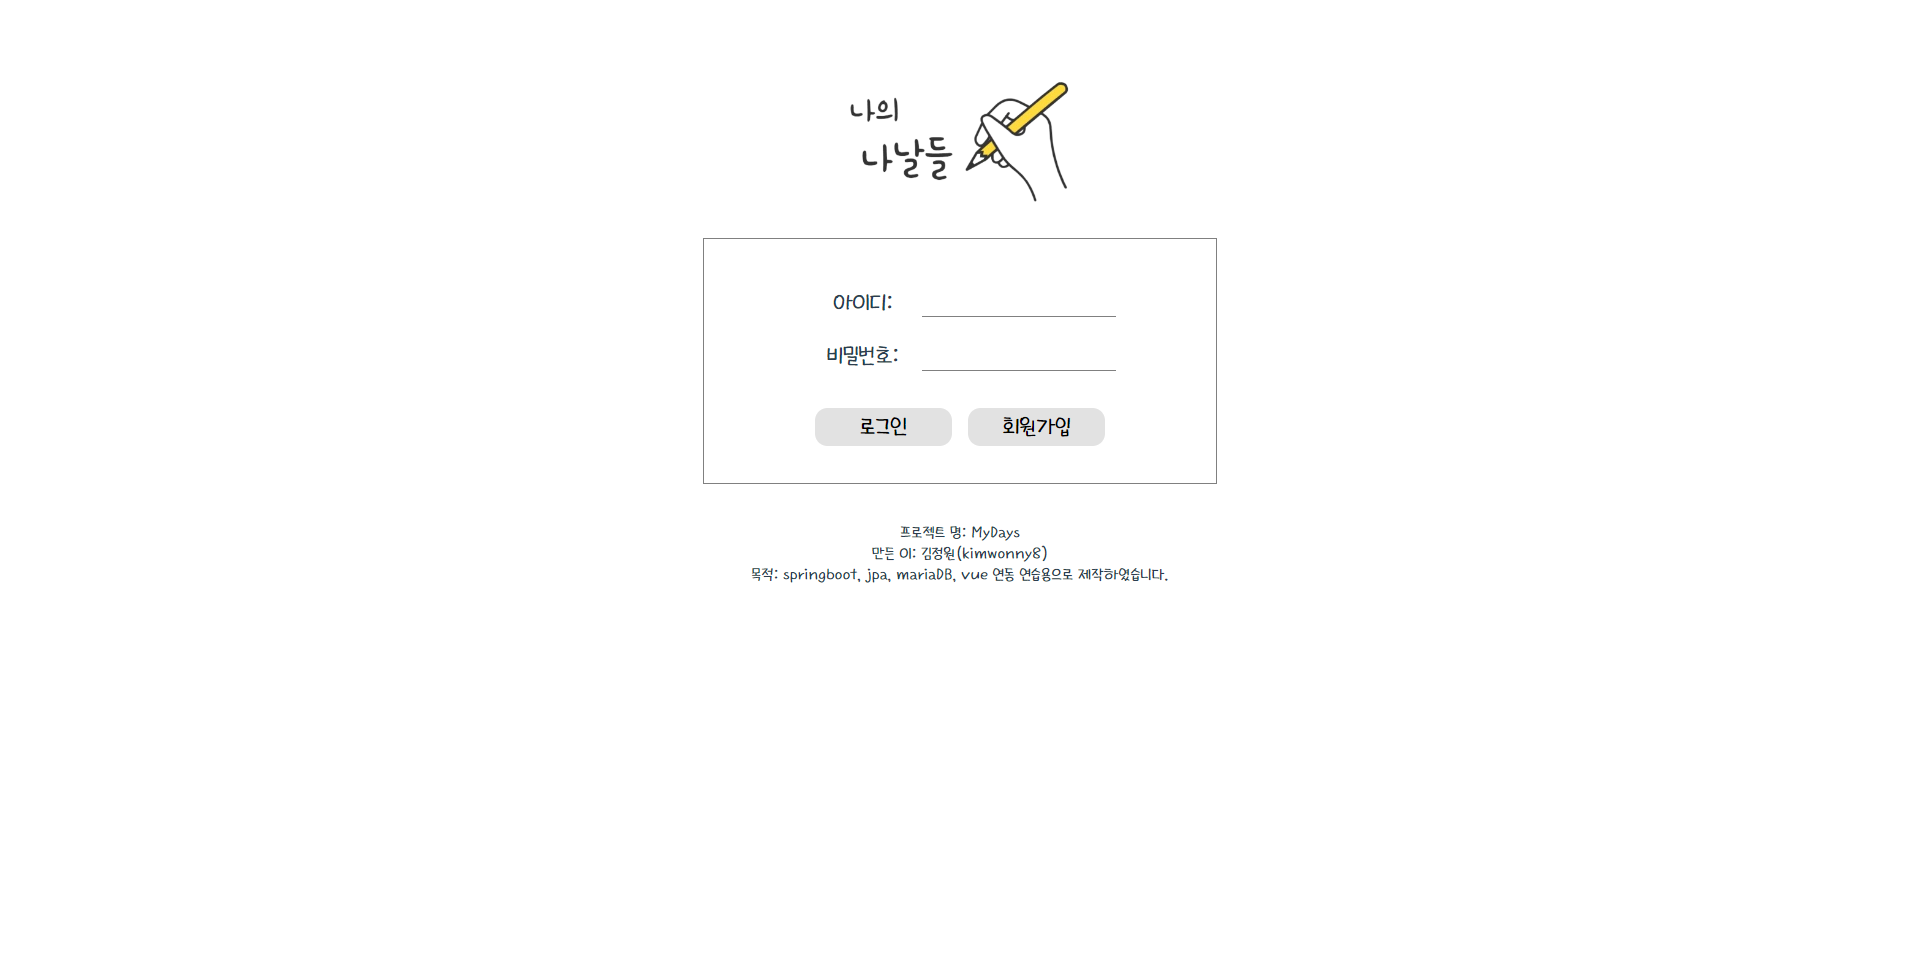 나의
나날들
아이디:
비밀번호:
로그인 회원가입
프로젝트 명: MyDays
만든 이: 김정원(kimwonny8)
목적: springboot, jpa, mariaDB, vue 연동 연습용으로 제작하였습니다.